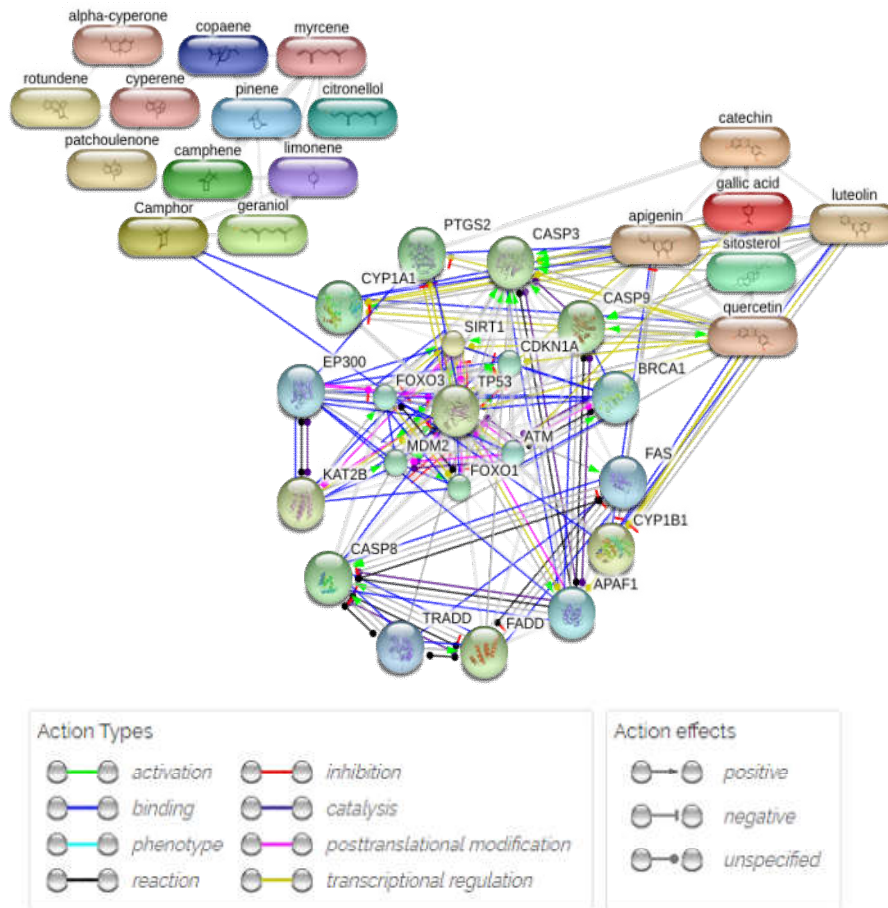 alpha-cyperone
copaene
myrcene
rotundene
cyperene
pinene
citronellol
patchoulenone
camphene
limonene
Camphor
geraniol
catechin
gallic acid
luteolin
apigenin
sitosterol
quercetin
PTGS2
CASP3
CYP1A1
CASP9
SIRT1
CDKN1A
EP300
FOXO3
TP53
BRCA1
MDM2
ATM
FAS
KAT2B
FOXO1
CYP1B1
CASP8
APAF1
TRADD
FADD
Action Types
activation
inhibition
binding
catalysis
phenotype
posttranslational modification
reaction
transcriptional regulation
Action effects
positive
negative
unspecified